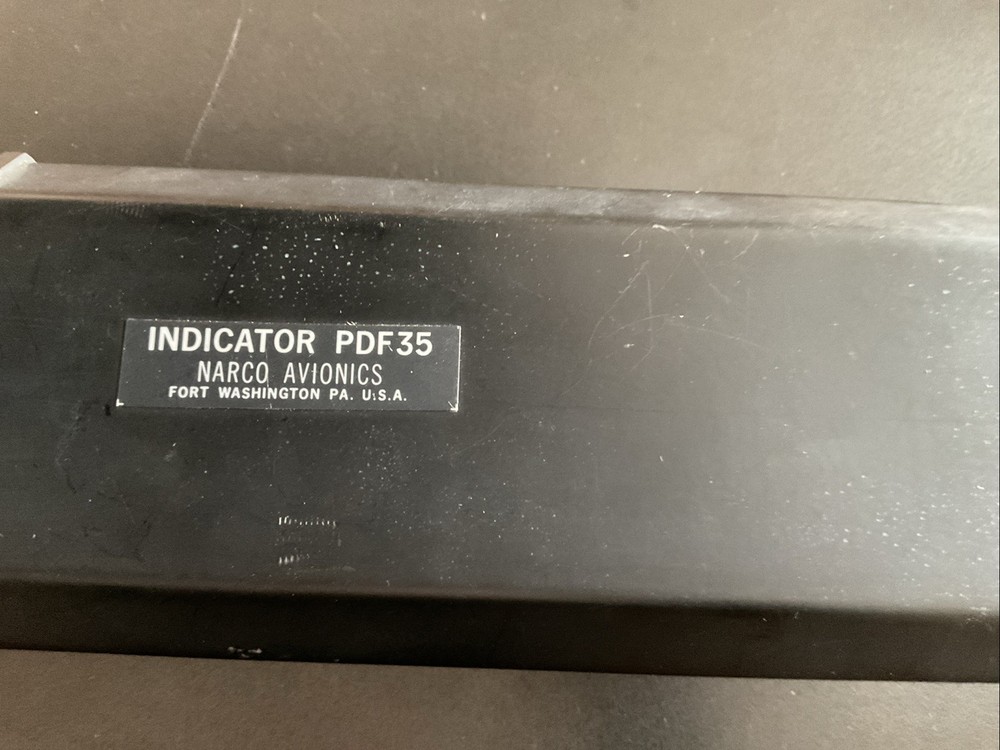 INDICATOR PDF35
NARCO AVIONICS
FORT WASHINGTON PA. U.S.A.